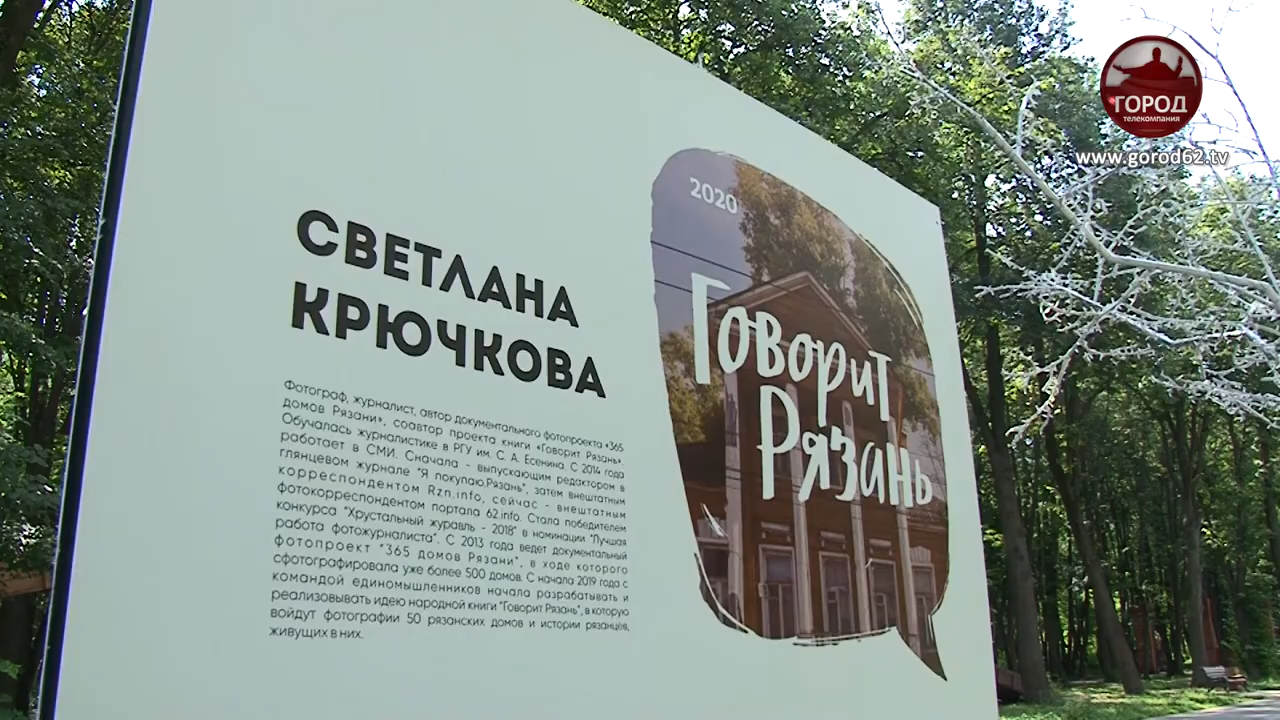 ГОРОД
телекомпания
www.gorod62.tv
2020
Говорит
Рязань
СВЕТЛАНА
КРЮЧКОВА
Фотограф, журналист, автор документального фотопроекта «365
домов Рязани», соавтор проекта книги «Говорит Рязань».
Обучалась журналистике в РГУ им. С. А. Есенина. С 2014 года
работает в СМИ. Сначала - выпускающим редактором в
глянцевом журнале "Я покупаю.Рязань", затем внештатным
корреспондентом Rzn.info, сейчас - внештатным
фотокорреспондентом портала 62.info. Стала победителем
конкурса "Хрустальный журавль - 2018" в номинации "Лучшая
работа фотожурналиста". С 2013 года ведет документальный
фотопроект "365 домов Рязани", в ходе которого
сфотографировала уже более 500 домов. С начала 2019 года с
командой единомышленников начала разрабатывать и
реализовывать идею народной книги "Говорит Рязань", в которую
войдут фотографии 50 рязанских домов и истории рязанцев,
живущих в них.